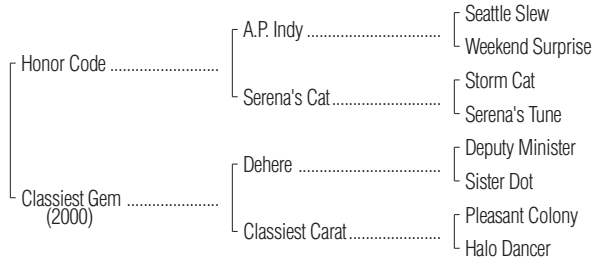 Seattle Slew
A.P. Indy ..............................
Weekend Surprise
Honor Code ........................
Storm Cat
Serena's Cat........................
Serena's Tune
Deputy Minister
Dehere ................................
Sister Dot
Classiest Gem ....................
(2000)
Pleasant Colony
Classiest Carat....................
Halo Dancer